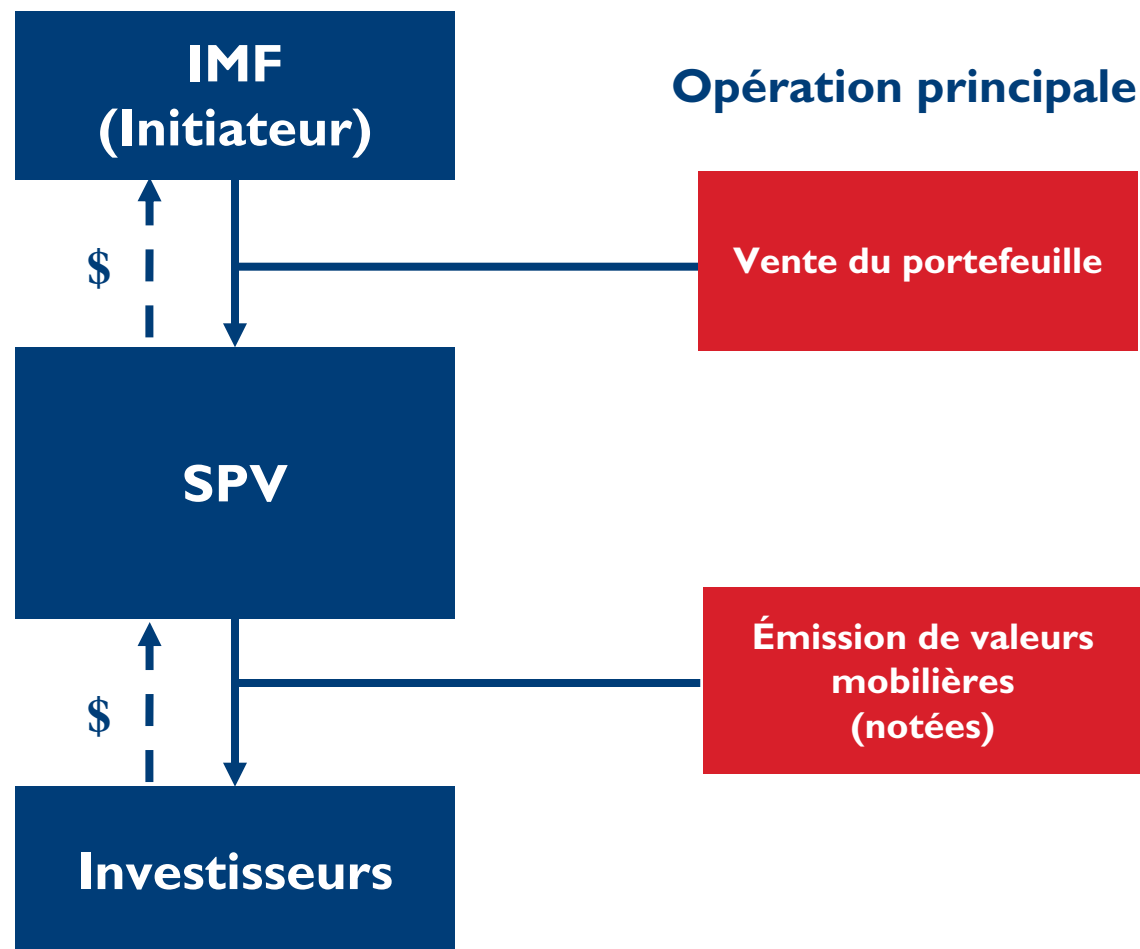 IMF
(Initiateur)
Opération principale
Vente du portefeuille
$
SPV
Émission de valeurs
mobilières
(notées)
$
Investisseurs